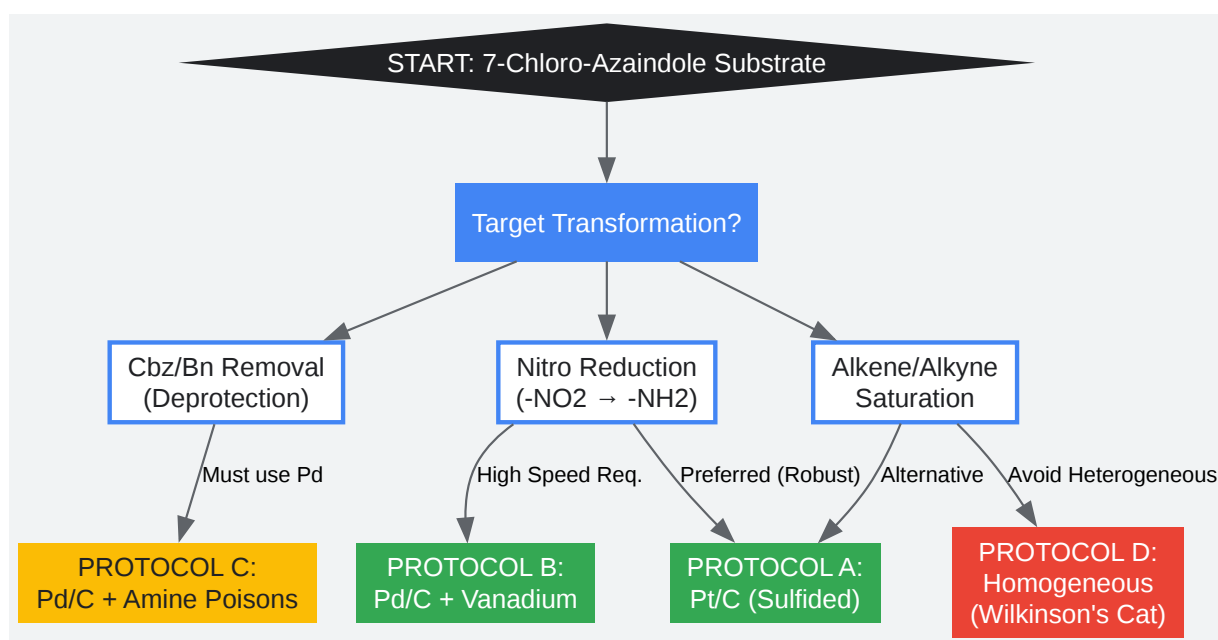 START: 7-Chloro-Azaindole Substrate
Target Transformation?
Cbz/Bn Removal
(Deprotection)
Nitro Reduction
(-NO2 → -NH2)
Alkene/Alkyne
Saturation
Must use Pd
High Speed Req.
Preferred (Robust)
Alternative
Avoid Heterogeneous
PROTOCOL C:
Pd/C + Amine Poisons
PROTOCOL B:
Pd/C + Vanadium
PROTOCOL A:
Pt/C (Sulfided)
PROTOCOL D:
Homogeneous
(Wilkinson's Cat)